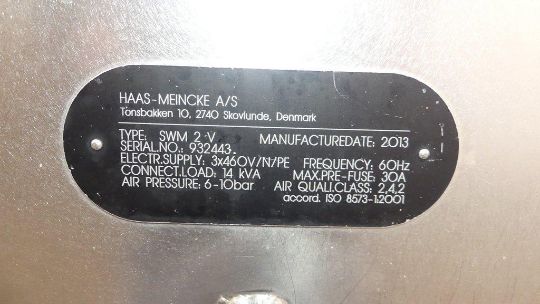 HAAS-MEINCKE A/S
Tonsbakken 10, 2740 Skovlunde, Denmark
TYPE: SWM 2 V MANUFACTUREDATE: 2013
SERIAL.NO.: 932443.
ELECTR.SUPPLY: 3x460V/N/PE FREQUENCY: 60Hz
CONNECT.LOAD: 14 kVA MAX.PRE-FUSE: 30A
AIR PRESSURE: 6-10bar AIR QUALI.CLASS: 2,4,2
accord. ISO 8573-1:2001